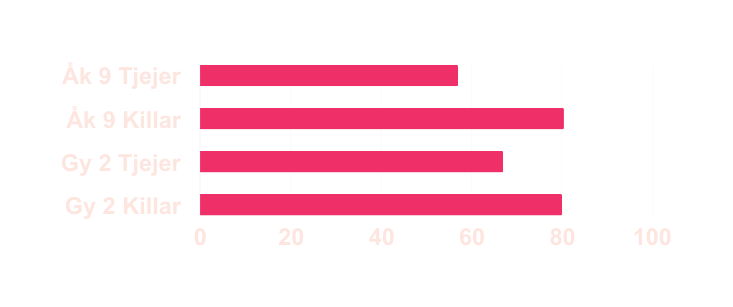 Åk 9 Tjejer
Åk 9 Killar
Gy 2 Tjejer
Gy 2 Killar
0 20 40 60 80 100